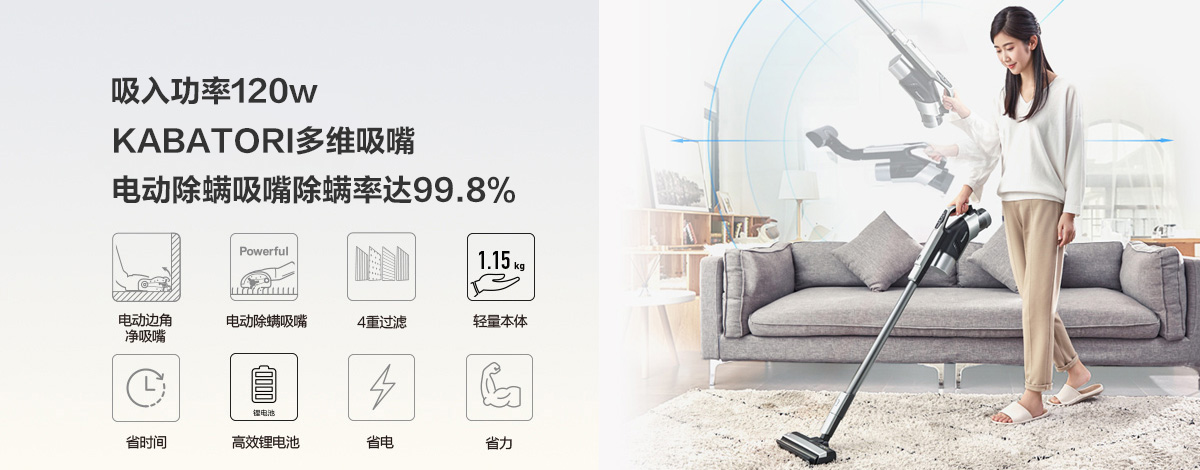 吸入功率120w
KABATORI多维吸嘴
电动除螨吸嘴除螨率达99.8%
Powerful
1.15 kg
电动边角
净吸嘴
电动除螨吸嘴
4重过滤
轻量本体
锂电池
省时间
高效锂电池
省电
省力